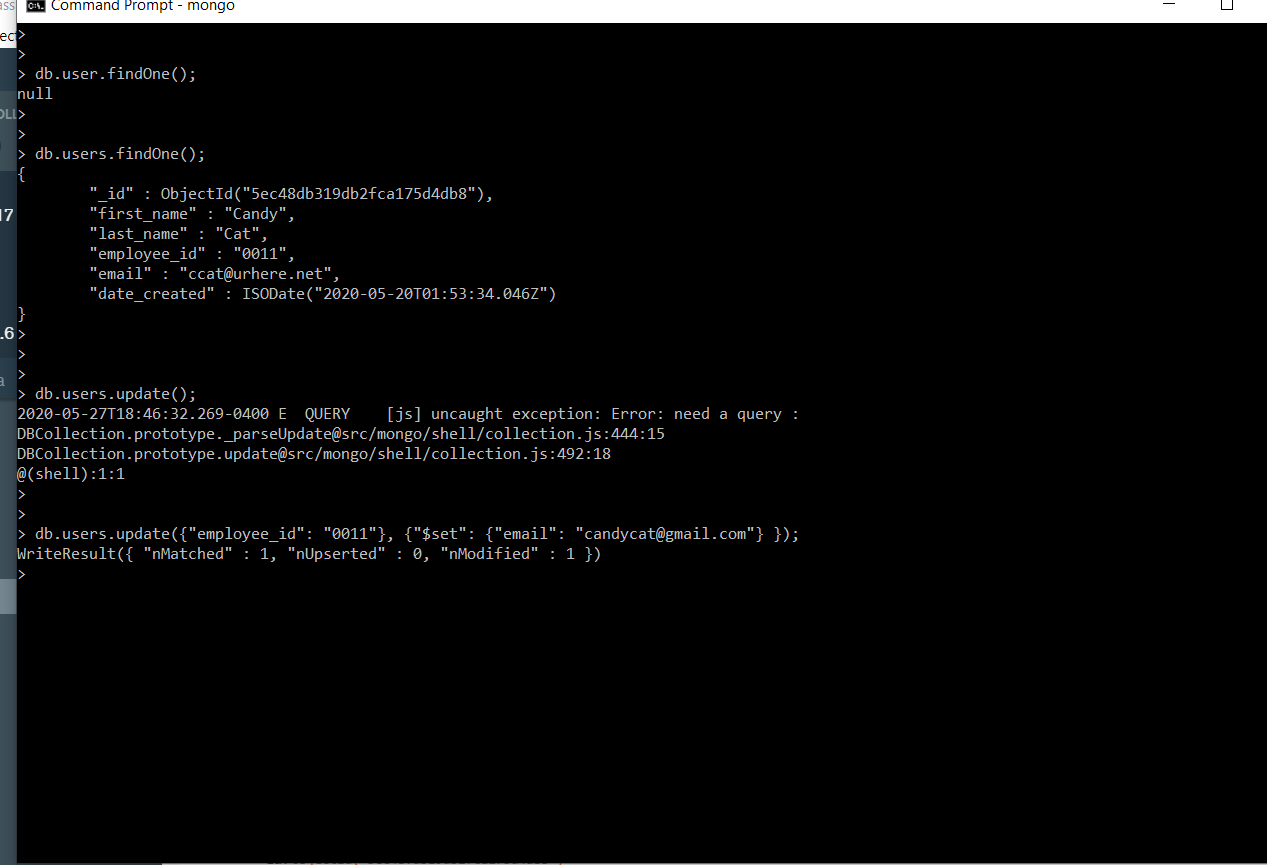 Command Prompt - mongo
>
>
> db.user.findOne();
null
>
>
> db.users.findOne();
{
        "_id" : ObjectId("5ec48db319db2fca175d4db8"),
        "first_name" : "Candy",
        "last_name" : "Cat",
        "employee_id" : "0011",
        "email" : "ccat@urhere.net",
        "date_created" : ISODate("2020-05-20T01:53:34.046Z")
}
>
>
>
> db.users.update();
2020-05-27T18:46:32.269-0400 E  QUERY    [js] uncaught exception: Error: need a query :
DBCollection.prototype._parseUpdate@src/mongo/shell/collection.js:444:15
DBCollection.prototype.update@src/mongo/shell/collection.js:492:18
@(shell):1:1
>
>
> db.users.update({"employee_id": "0011"}, {"$set": {"email": "candycat@gmail.com"} });
WriteResult({ "nMatched" : 1, "nUpserted" : 0, "nModified" : 1 })
>